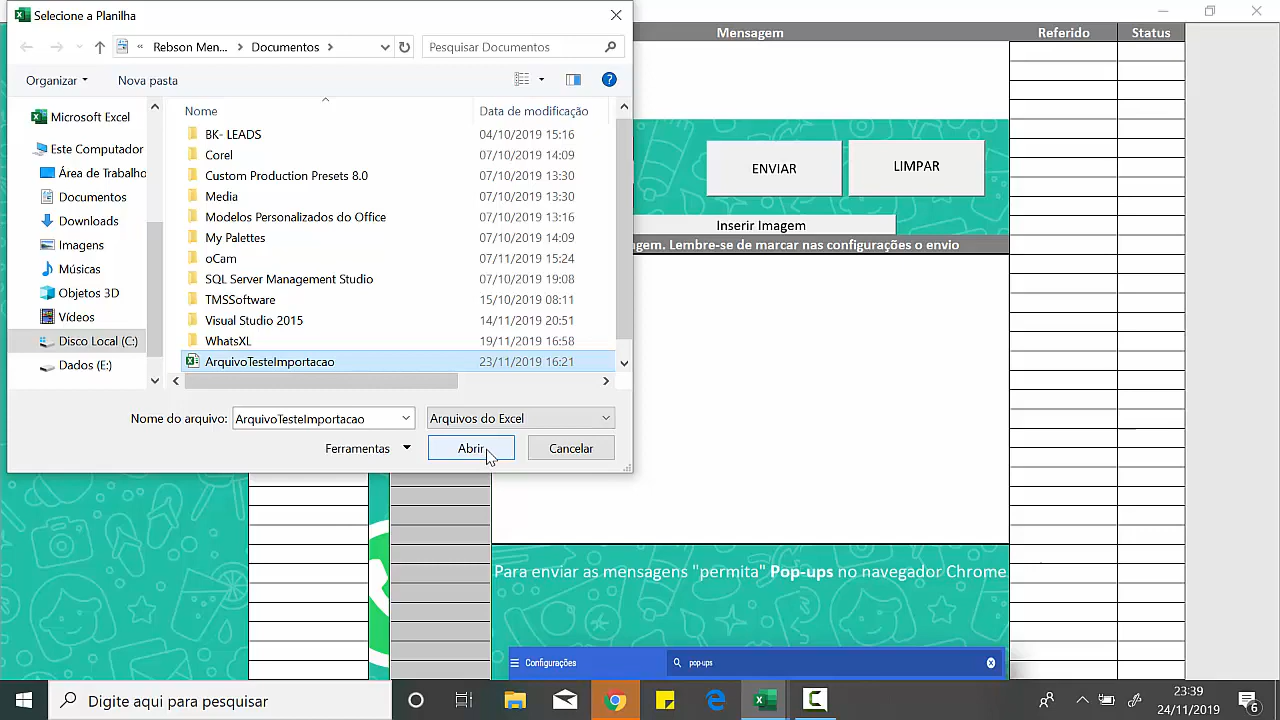 Selecione a Planilha
« Rebson Men... > Documentos >
Pesquisar Documentos
Organizar
Nova pasta
Microsoft Excel
Este Computador
Área de Trabalho
Documentos
Downloads
Imagens
Músicas
Objetos 3D
Vídeos
Disco Local (C:)
Dados (E:)
Nome
Data de modificação
BK- LEADS 04/10/2019 15:16
Corel 07/10/2019 14:09
Custom Production Presets 8.0 07/10/2019 13:30
Media 07/10/2019 13:30
Modelos Personalizados do Office 07/10/2019 13:16
My Palettes 07/10/2019 14:09
oCam 07/11/2019 15:24
SQL Server Management Studio 07/10/2019 19:08
TMSSoftware 15/10/2019 08:11
Visual Studio 2015 14/11/2019 20:51
WhatsXL 19/11/2019 16:58
ArquivoTesteImportacao 23/11/2019 16:21
Nome do arquivo: ArquivoTesteImportacao
Arquivos do Excel
Ferramentas
Abrir
Cancelar
Mensagem
Referido
Status
ENVIAR
LIMPAR
Inserir Imagem
gem. Lembre-se de marcar nas configurações o envio
Para enviar as mensagens "permita" Pop-ups no navegador Chrome
Configurações
pop-ups
Digite aqui para pesquisar
23:39
24/11/2019
6